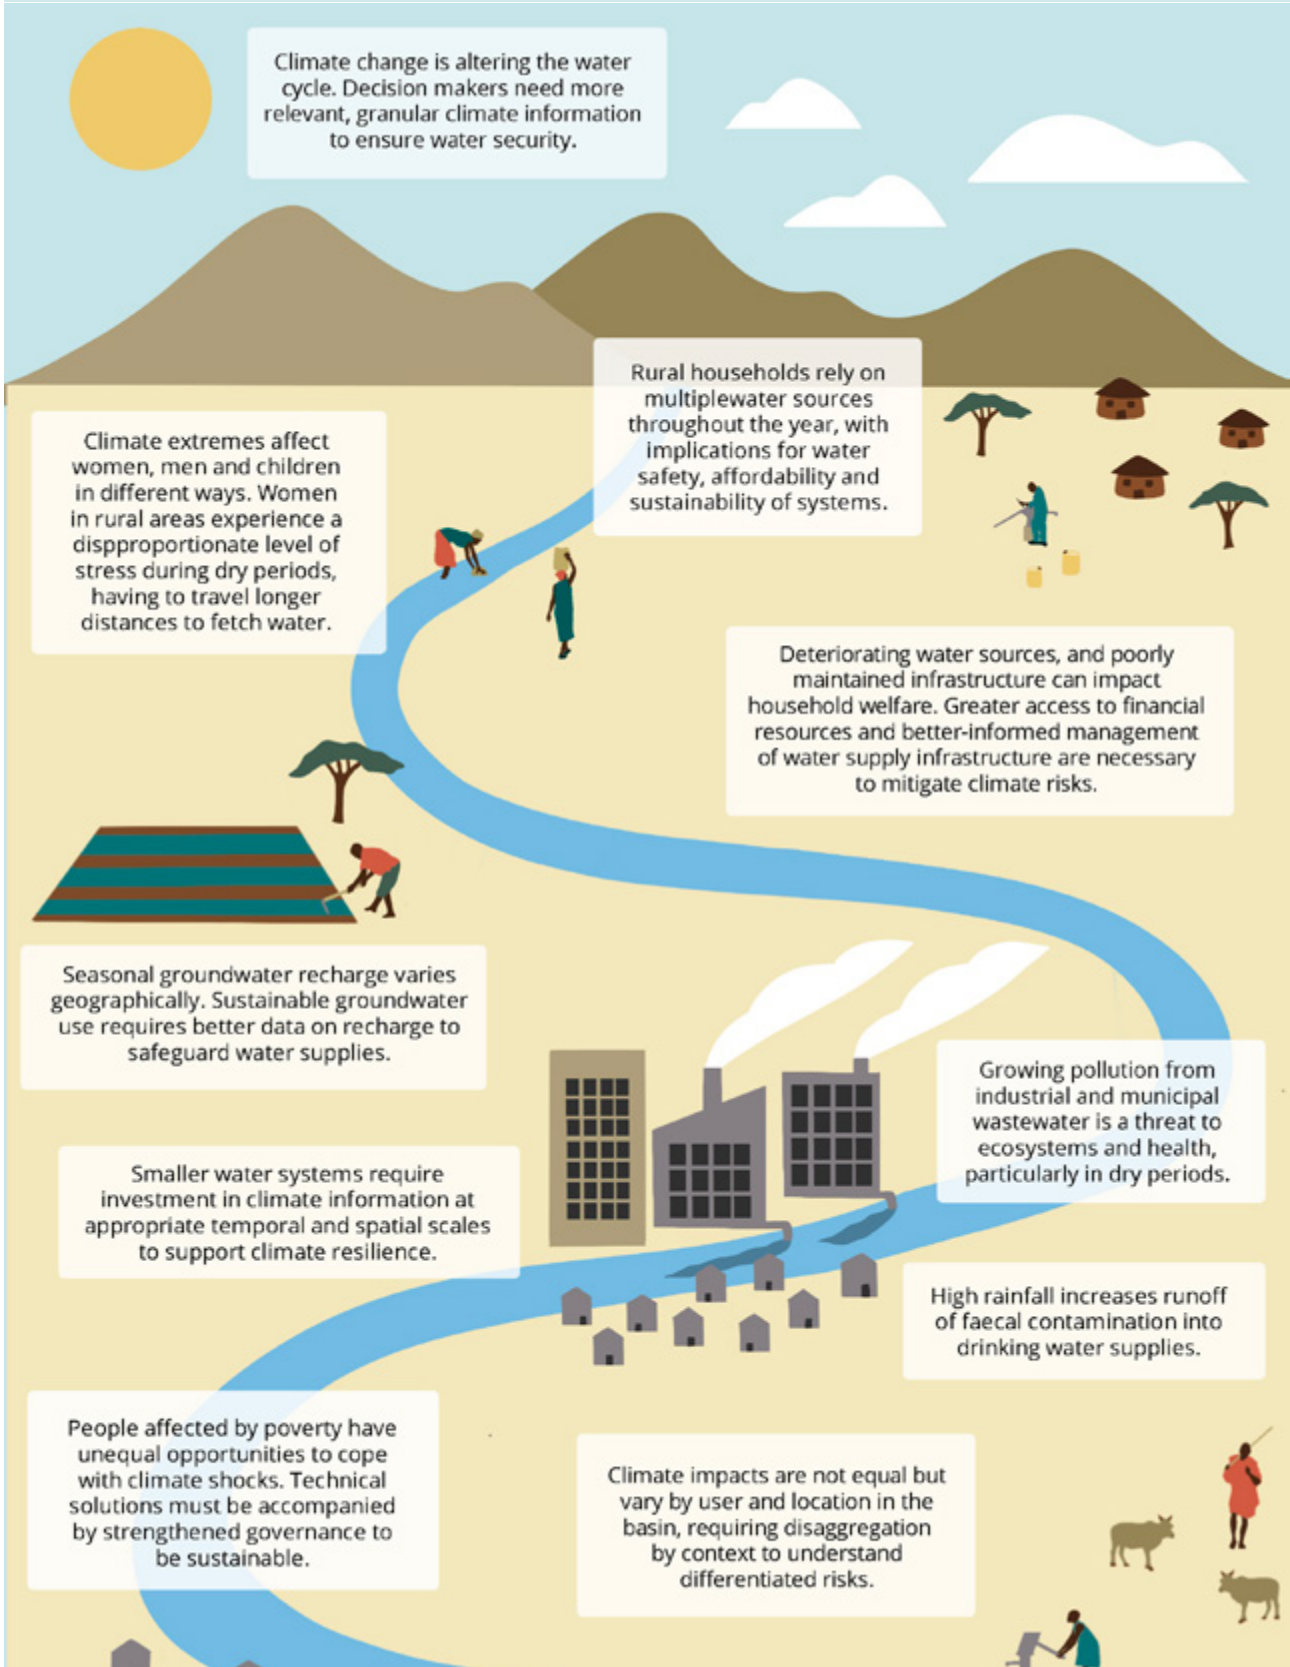 Climate change is altering the water
cycle. Decision makers need more
relevant, granular climate information
to ensure water security.
Rural households rely on
multiplewater sources
throughout the year, with
implications for water
safety, affordability and
sustainability of systems.
Climate extremes affect
women, men and children
in different ways. Women
in rural areas experience a
dispproportionate level of
stress during dry periods,
having to travel longer
distances to fetch water.
Deteriorating water sources, and poorly
maintained infrastructure can impact
household welfare. Greater access to financial
resources and better-informed management
of water supply infrastructure are necessary
to mitigate climate risks.
Seasonal groundwater recharge varies
geographically. Sustainable groundwater
use requires better data on recharge to
safeguard water supplies.
Growing pollution from
industrial and municipal
wastewater is a threat to
ecosystems and health,
particularly in dry periods.
Smaller water systems require
investment in climate information at
appropriate temporal and spatial scales
to support climate resilience.
High rainfall increases runoff
of faecal contamination into
drinking water supplies.
People affected by poverty have
unequal opportunities to cope
with climate shocks. Technical
solutions must be accompanied
by strengthened governance to
be sustainable.
Climate impacts are not equal but
vary by user and location in the
basin, requiring disaggregation
by context to understand
differentiated risks.